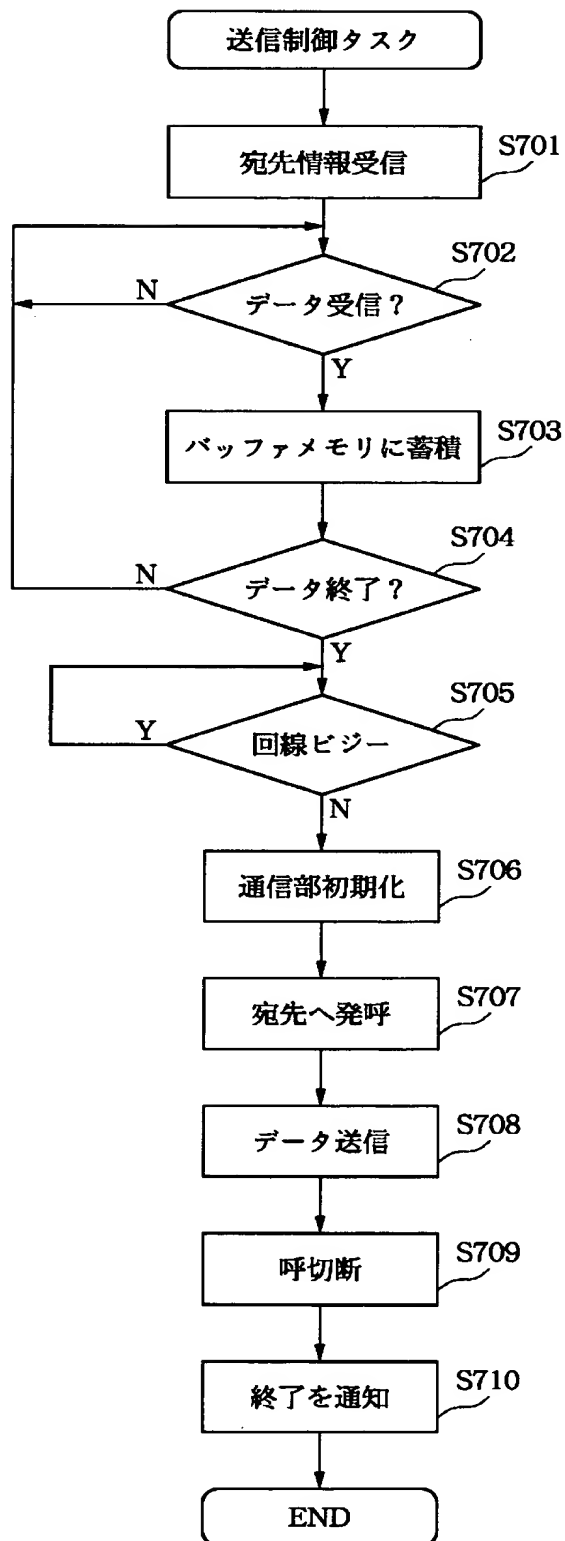 送信制御タスク
宛先情報受信
S701
データ受信？
S702
N
Y
バッファメモリに蓄積
S703
データ終了？
S704
N
Y
回線ビジー
S705
Y
N
通信部初期化
S706
宛先へ発呼
S707
データ送信
S708
呼切断
S709
終了を通知
S710
END